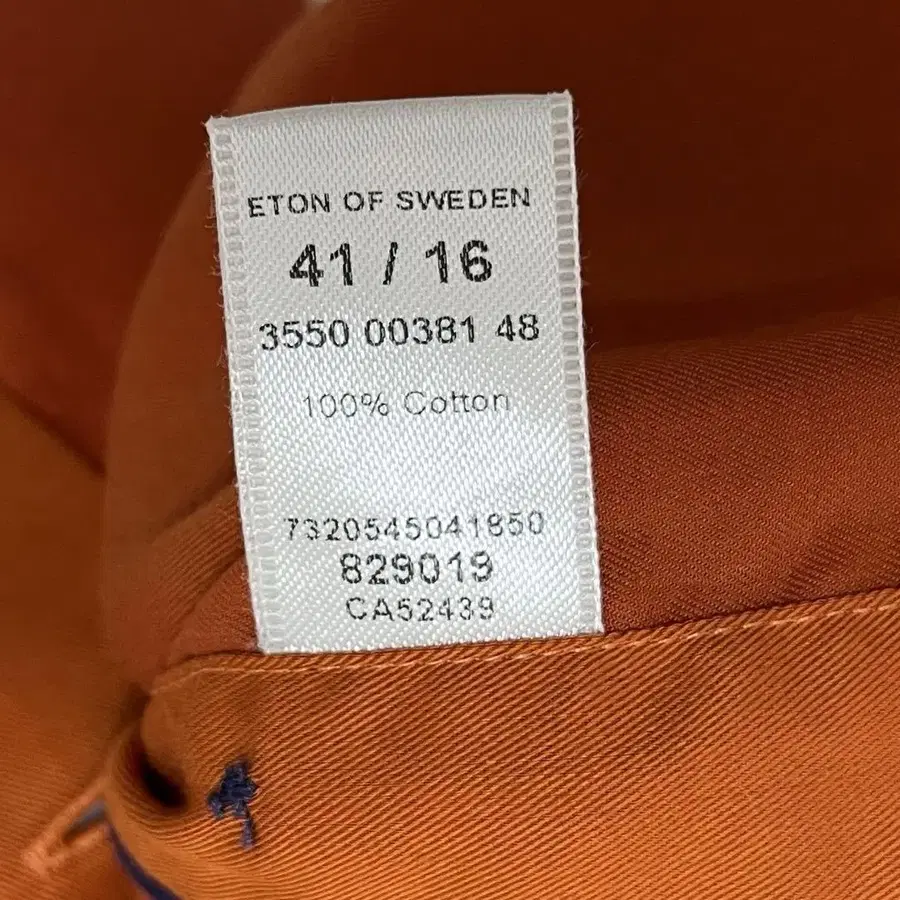 ETON OF SWEDEN
41 / 16
3550 00381 48
100% Cotton
7320545041850
829019
CA52439